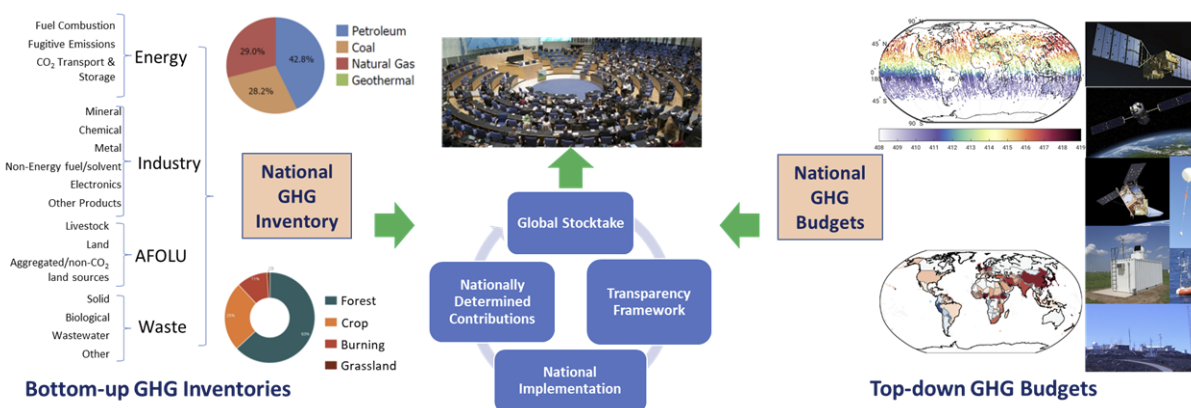 Fuel Combustion
Fugitive Emissions
CO₂ Transport &
Storage
Energy
Mineral
Chemical
Metal
Non-Energy fuel/solvent
Electronics
Other Products
Industry
Livestock
Land
Aggregated/non-CO₂
land sources
AFOLU
Solid
Biological
Wastewater
Other
Waste
Bottom-up GHG Inventories
29.0%
42.8%
28.2%
Petroleum
Coal
Natural Gas
Geothermal
National
GHG
Inventory
Forest
Crop
Burning
Grassland
Global Stocktake
Nationally
Determined
Contributions
Transparency
Framework
National
Implementation
National
GHG
Budgets
90°N
45°N
45°S
90°S
408 409 410 411 412 413 414 415 416 417 418 419
Top-down GHG Budgets